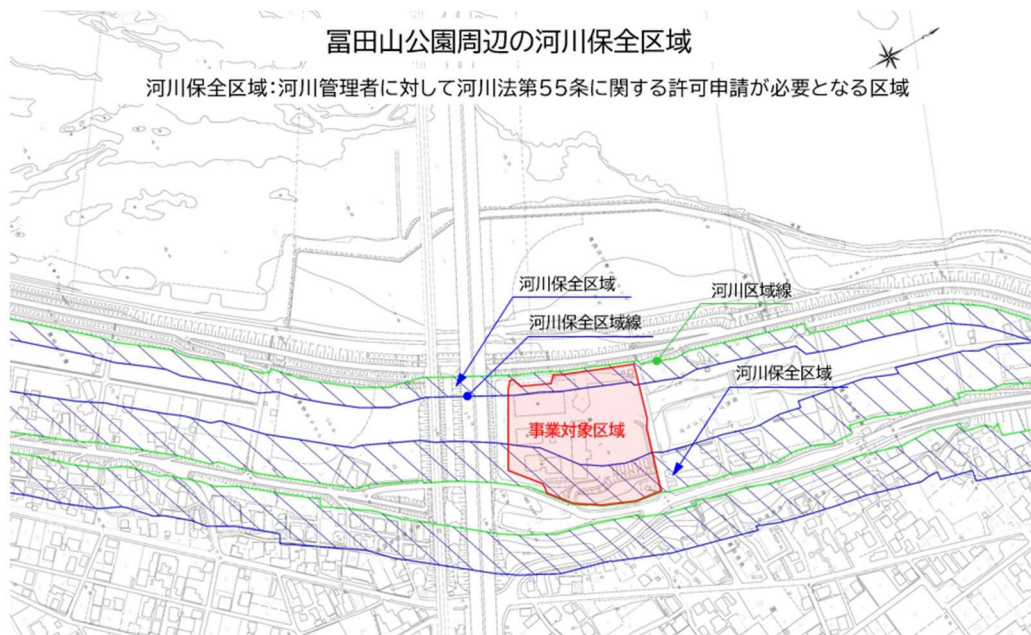 冨田山公園周辺の河川保全区域
河川保全区域：河川管理者に対して河川法第55条に関する許可申請が必要となる区域
河川保全区域
河川区域線
河川保全区域線
河川保全区域
事業対象区域